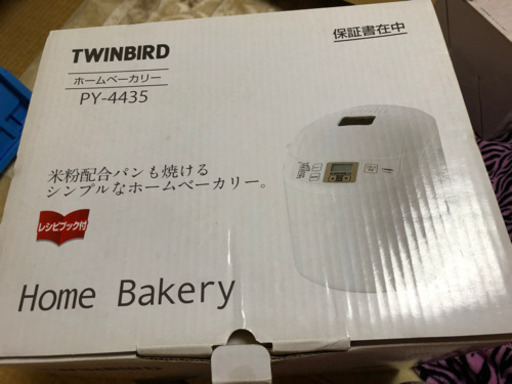 TWINBIRD
保証書在中
ホームベーカリー
PY-4435
米粉配合パンも焼ける
シンプルなホームベーカリー。
レシピブック付
Home Bakery